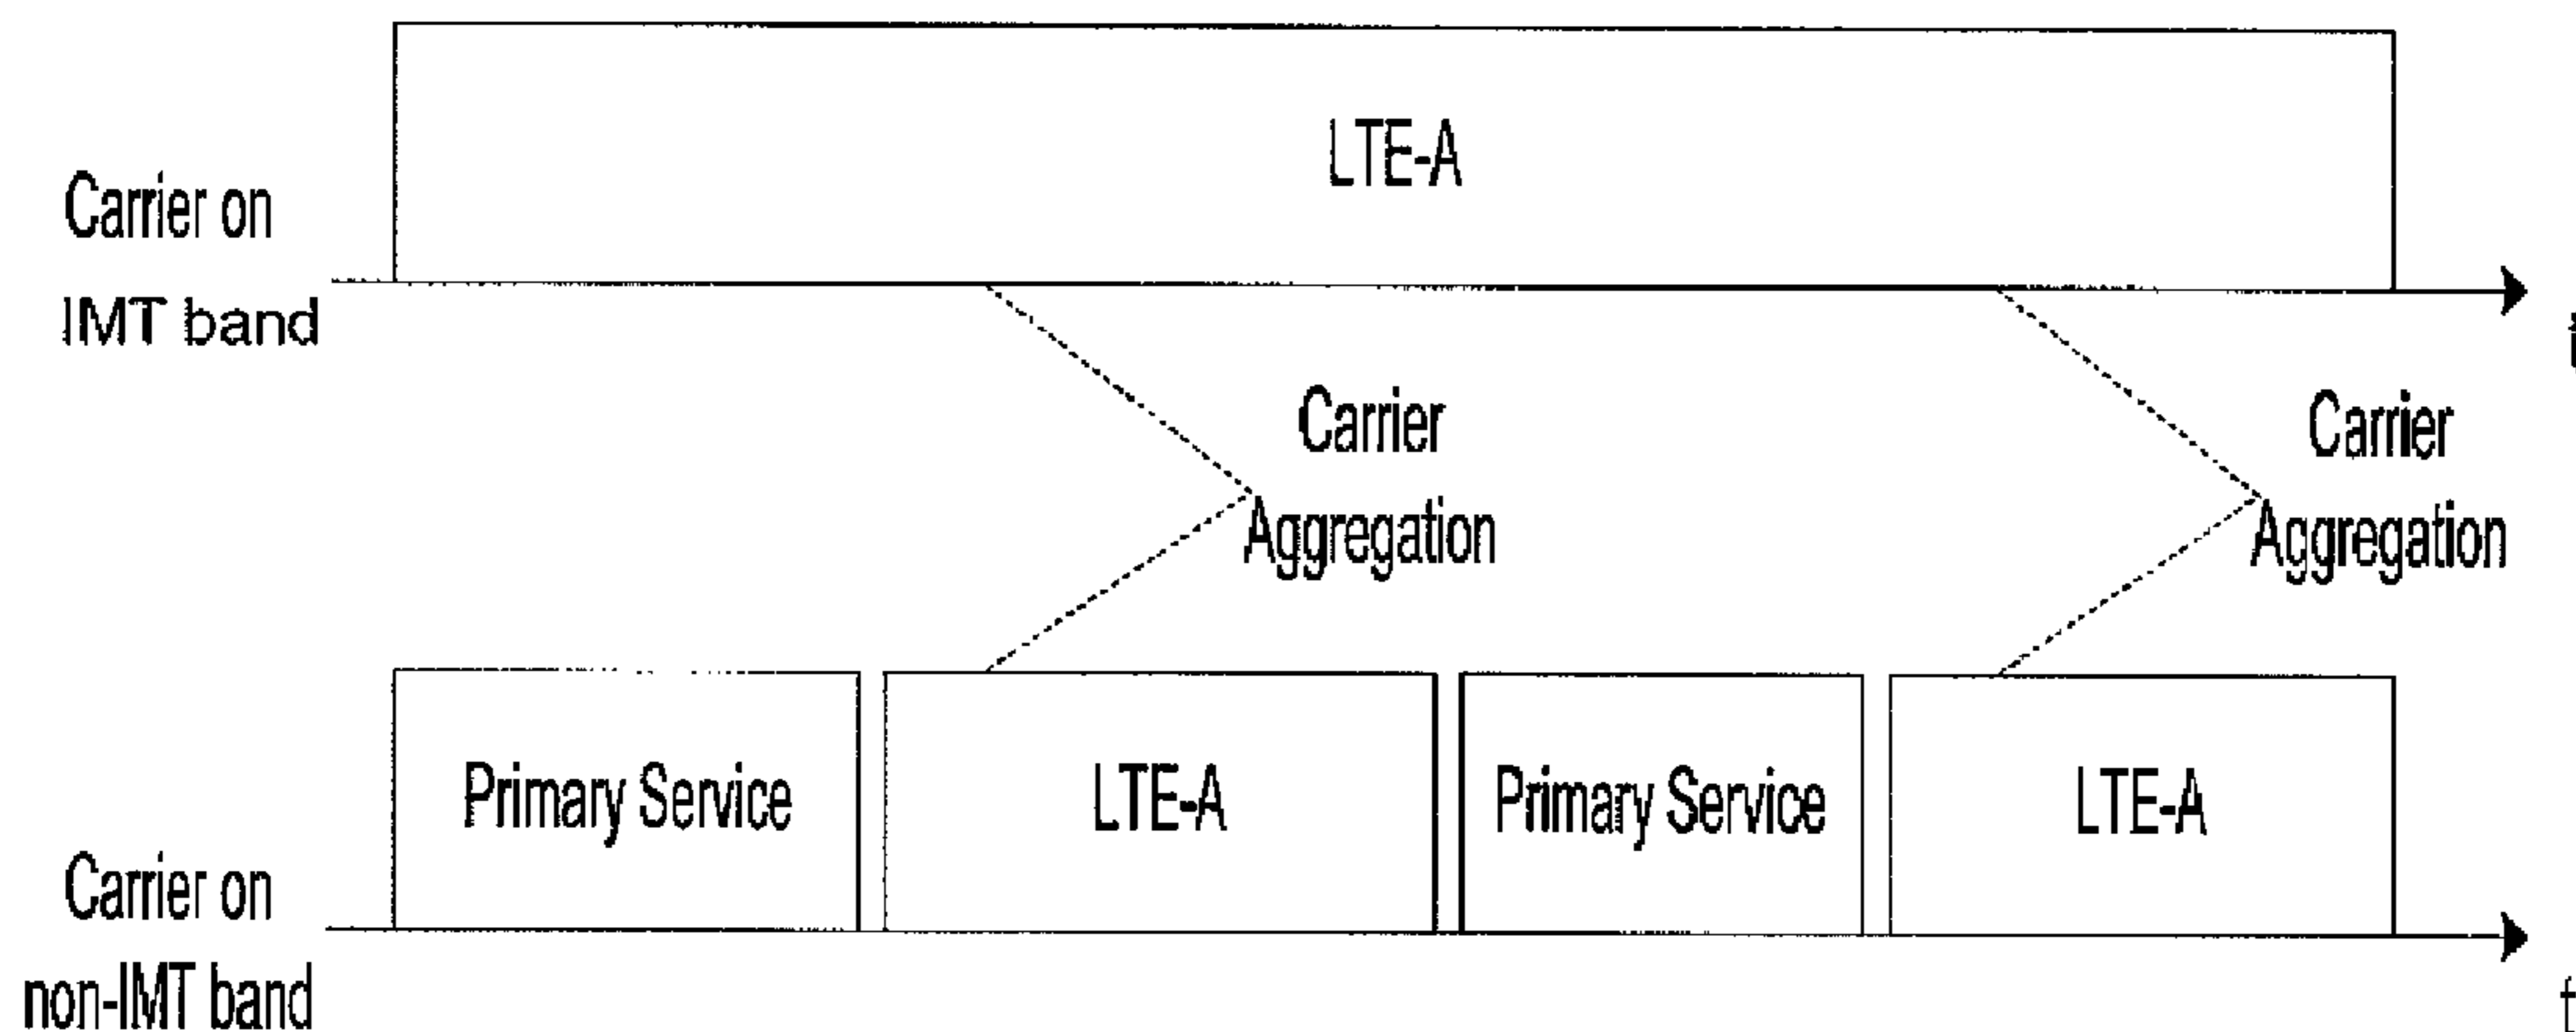 LTE-A
Carrier on
IMT band
t
Carrier
Aggregation
Carrier
Aggregation
Primary Service
LTE-A
Primary Service
LTE-A
Carrier on
non-IMT band
t